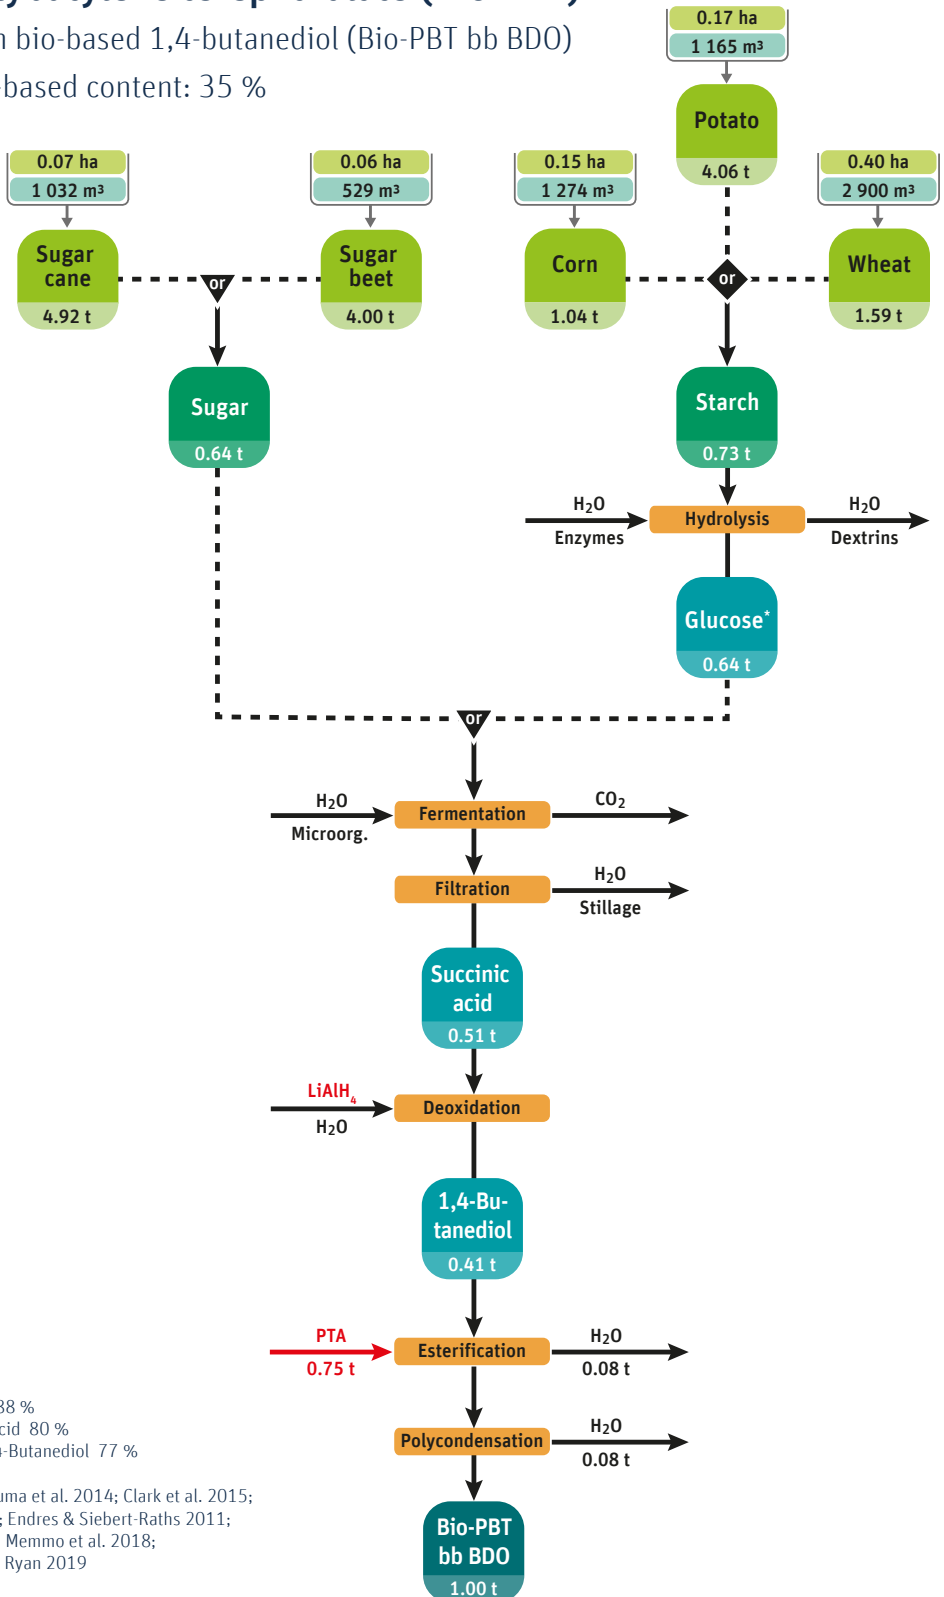 n bio-based 1,4-butanediol (Bio-PBT bb BDO)
-based content: 35 %
0.17 ha
1 165 m³
Potato
4.06 t
0.07 ha
1 032 m³
Sugar
cane
4.92 t
or
0.06 ha
529 m³
Sugar
beet
4.00 t
0.15 ha
1 274 m³
Corn
1.04 t
or
0.40 ha
2 900 m³
Wheat
1.59 t
Sugar
0.64 t
Starch
0.73 t
H₂O
Enzymes
Hydrolysis
H₂O
Dextrins
Glucose*
0.64 t
or
H₂O
Microorg.
Fermentation
CO₂
Filtration
H₂O
Stillage
Succinic
acid
0.51 t
LiAlH₄
H₂O
Deoxidation
1,4-Bu-
tanediol
0.41 t
PTA
0.75 t
Esterification
H₂O
0.08 t
Polycondensation
H₂O
0.08 t
Bio-PBT
bb BDO
1.00 t
38 %
cid 80 %
4-Butanediol 77 %
uma et al. 2014; Clark et al. 2015;
; Endres & Siebert-Raths 2011;
Memmo et al. 2018;
Ryan 2019